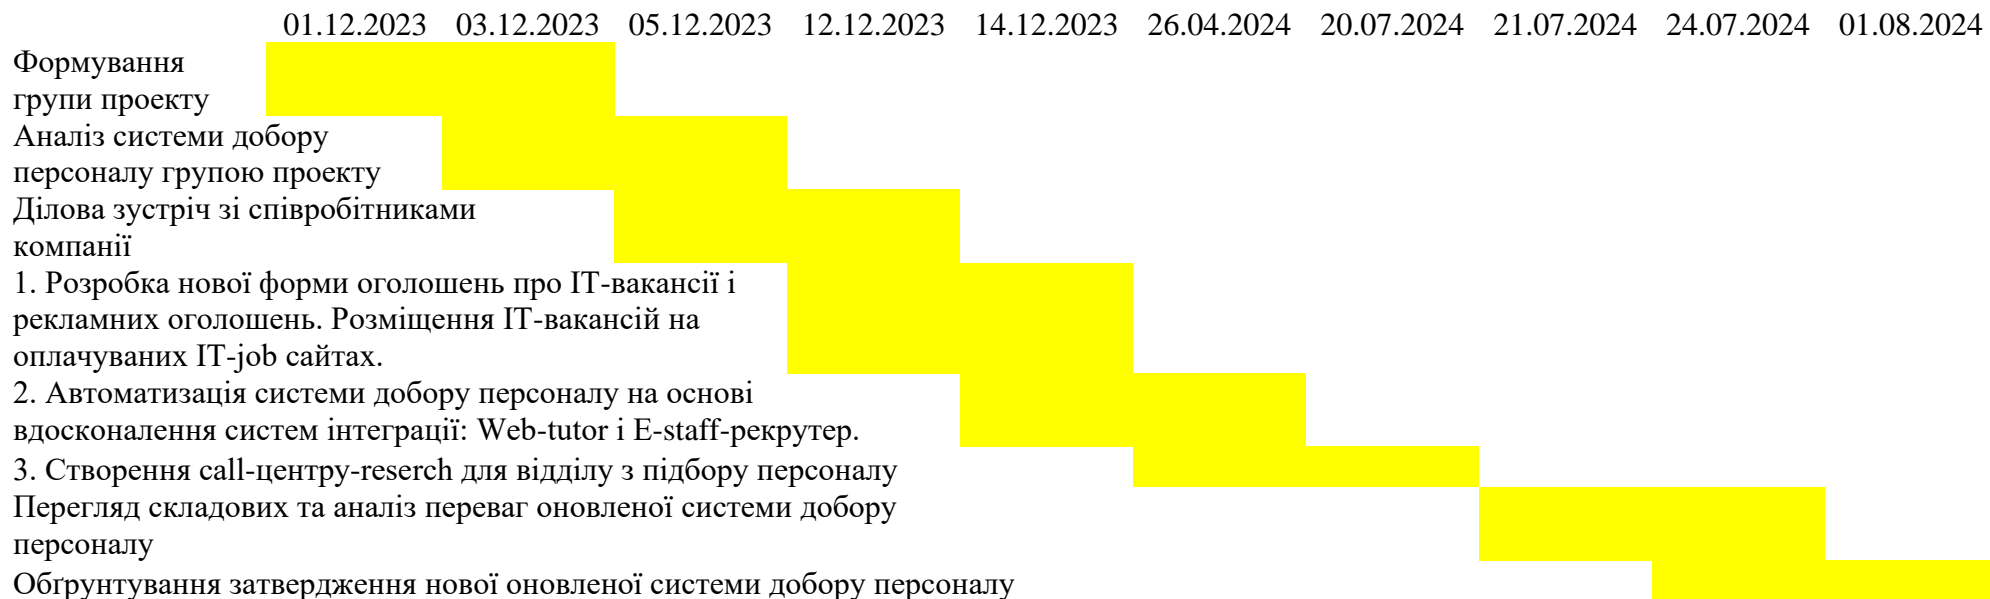 01.12.2023 03.12.2023 05.12.2023 12.12.2023 14.12.2023 26.04.2024 20.07.2024 21.07.2024 24.07.2024 01.08.2024
Формування
групи проекту
Аналіз системи добору
персоналу групою проекту
Ділова зустріч зі співробітниками
компанії
1. Розробка нової форми оголошень про ІТ-вакансії і
рекламних оголошень. Розміщення ІТ-вакансій на
оплачуваних IT-job сайтах.
2. Автоматизація системи добору персоналу на основі
вдосконалення систем інтеграції: Web-tutor і E-staff-рекрутер.
3. Створення call-центру-reserch для відділу з підбору персоналу
Перегляд складових та аналіз переваг оновленої системи добору
персоналу
Обґрунтування затвердження нової оновленої системи добору персоналу